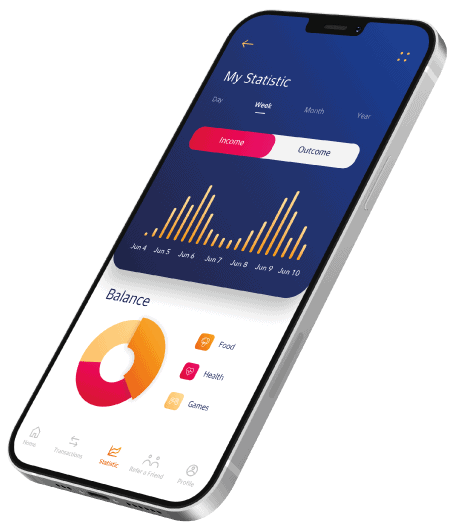 My Statistic
Day Week Month Year
Income Outcome
Jun 4 Jun 5 Jun 6 Jun 7 Jun 8 Jun 9 Jun 10
Balance
Food
Health
Games
Home Transactions Statistic Refer a Friend Profile